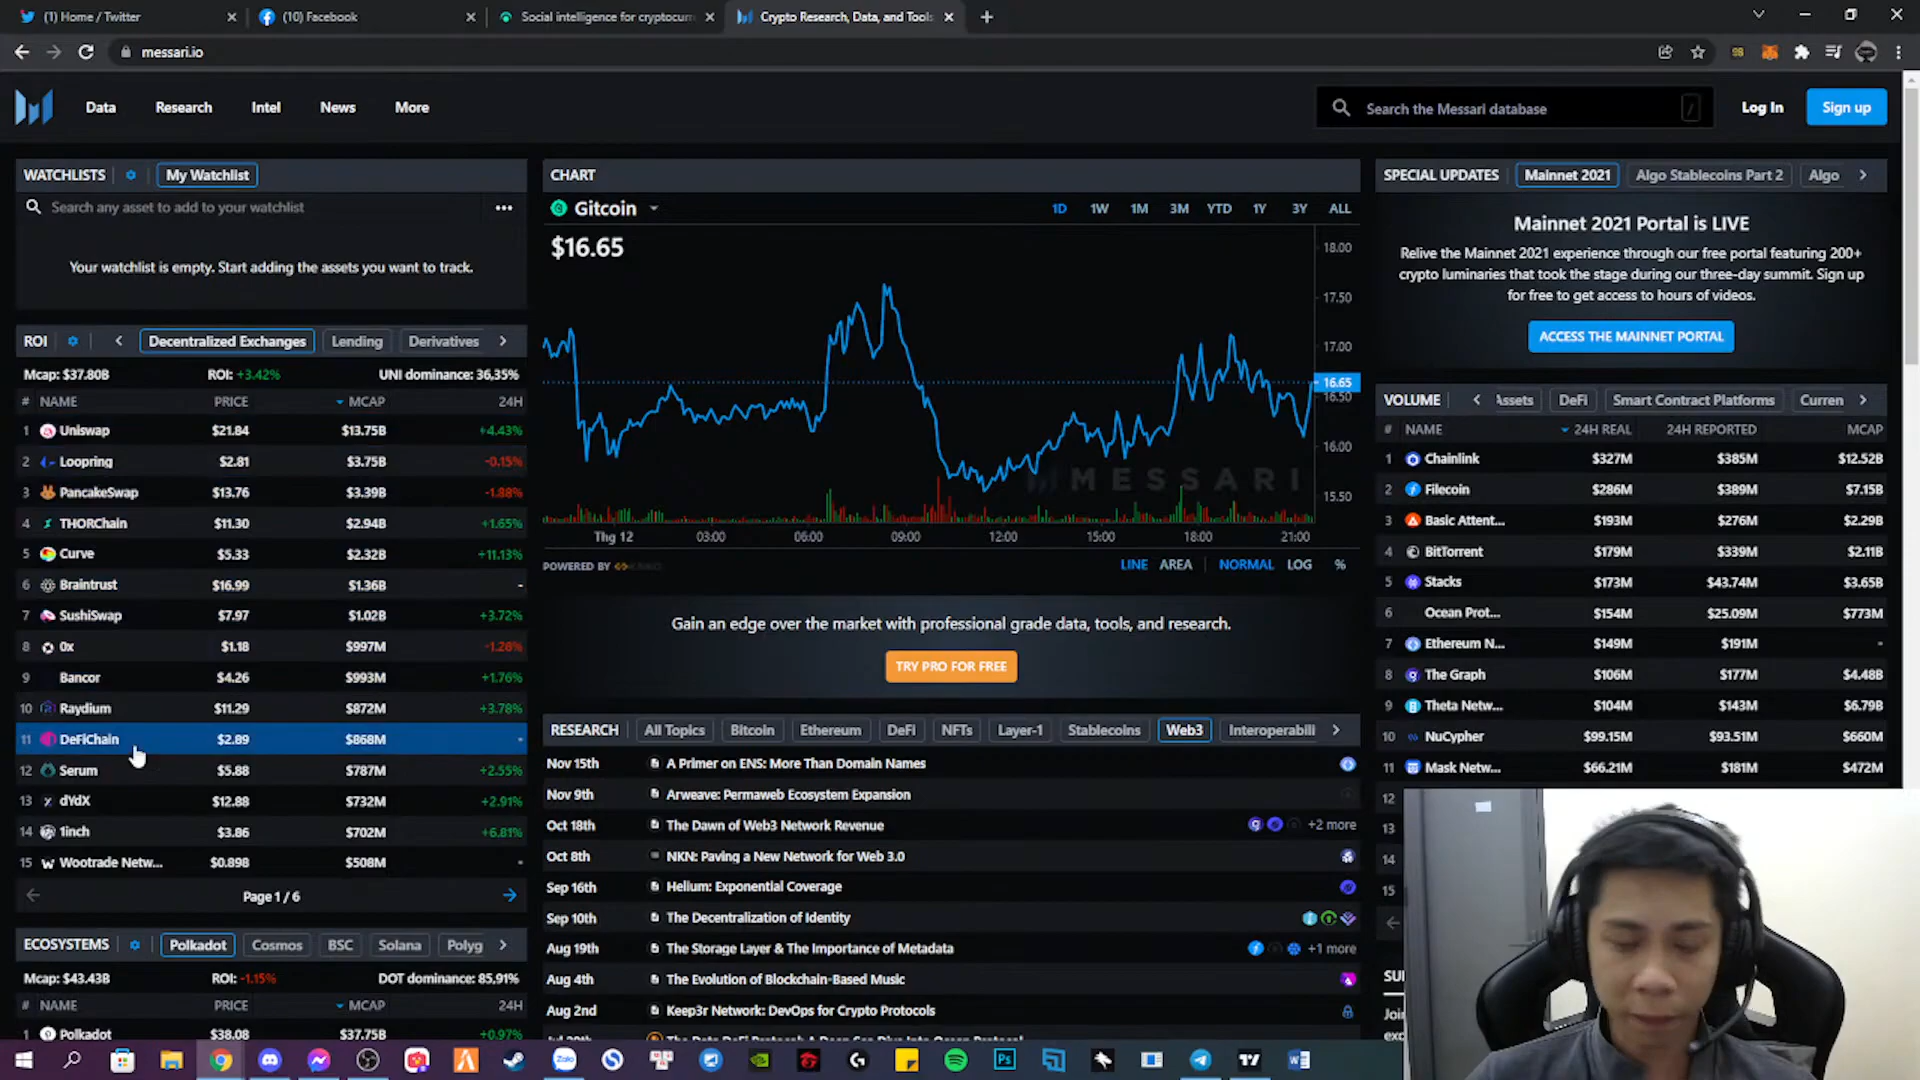 (1) Home / Twitter
(10) Facebook
Social intelligence for cryptocurr
Crypto Research, Data, and Tools
messari.io
Data Research Intel News More
Search the Messari database /
Log In
Sign up
WATCHLISTS My Watchlist
Search any asset to add to your watchlist
Your watchlist is empty. Start adding the assets you want to track.
ROI Decentralized Exchanges Lending Derivatives
Mcap: $37.80B ROI: +3.42% UNI dominance: 36,35%
# NAME PRICE MCAP 24H
1 Uniswap $21.84 $13.75B +4.43%
2 Loopring $2.81 $3.75B -0.15%
3 PancakeSwap $13.76 $3.39B -1.88%
4 THORChain $11.30 $2.94B +1.65%
5 Curve $5.33 $2.32B +11.13%
6 Braintrust $16.99 $1.36B -
7 SushiSwap $7.97 $1.02B +3.72%
8 0x $1.18 $997M -1.26%
9 Bancor $4.26 $993M +1.76%
10 Raydium $11.29 $872M +3.78%
11 DeFiChain $2.89 $868M -
12 Serum $5.88 $787M +2.55%
13 dYdX $12.88 $732M +2.91%
14 1inch $3.86 $702M +6.81%
15 Wootrade Netw... $0.898 $508M -
Page 1 / 6
ECOSYSTEMS Polkadot Cosmos BSC Solana Polyg
Mcap: $43.43B ROI: -1.15% DOT dominance: 85,91%
# NAME PRICE MCAP 24H
1 Polkadot $38.08 $37.75B +0.97%
CHART
Gitcoin 1D 1W 1M 3M YTD 1Y 3Y ALL
$16.65
18.00
17.50
17.00
16.65
16.50
16.00
15.50
MESSARI
Thg 12 03:00 06:00 09:00 12:00 15:00 18:00 21:00
POWERED BY
LINE AREA NORMAL LOG %
Gain an edge over the market with professional grade data, tools, and research.
TRY PRO FOR FREE
RESEARCH All Topics Bitcoin Ethereum DeFi NFTs Layer-1 Stablecoins Web3 Interoperabili
Nov 15th A Primer on ENS: More Than Domain Names
Nov 9th Arweave: Permaweb Ecosystem Expansion
Oct 18th The Dawn of Web3 Network Revenue +2 more
Oct 8th NKN: Paving a New Network for Web 3.0
Sep 16th Helium: Exponential Coverage
Sep 10th The Decentralization of Identity
Aug 19th The Storage Layer & The Importance of Metadata +1 more
Aug 4th The Evolution of Blockchain-Based Music
Aug 2nd Keep3r Network: DevOps for Crypto Protocols
SPECIAL UPDATES Mainnet 2021 Algo Stablecoins Part 2 Algo
Mainnet 2021 Portal is LIVE
Relive the Mainnet 2021 experience through our free portal featuring 200+
crypto luminaries that took the stage during our three-day summit. Sign up
for free to get access to hours of videos.
ACCESS THE MAINNET PORTAL
VOLUME Assets DeFi Smart Contract Platforms Curren
# NAME 24H REAL 24H REPORTED MCAP
1 Chainlink $327M $385M $12.52B
2 Filecoin $286M $389M $7.15B
3 Basic Attent... $193M $276M $2.29B
4 BitTorrent $179M $339M $2.11B
5 Stacks $173M $43.74M $3.65B
6 Ocean Prot... $154M $25.09M $773M
7 Ethereum N... $149M $191M -
8 The Graph $106M $177M $4.48B
9 Theta Netw... $104M $143M $6.79B
10 NuCypher $99.15M $93.51M $660M
11 Mask Netw... $66.21M $181M $472M
12
13
14
15
Zalo
Ps